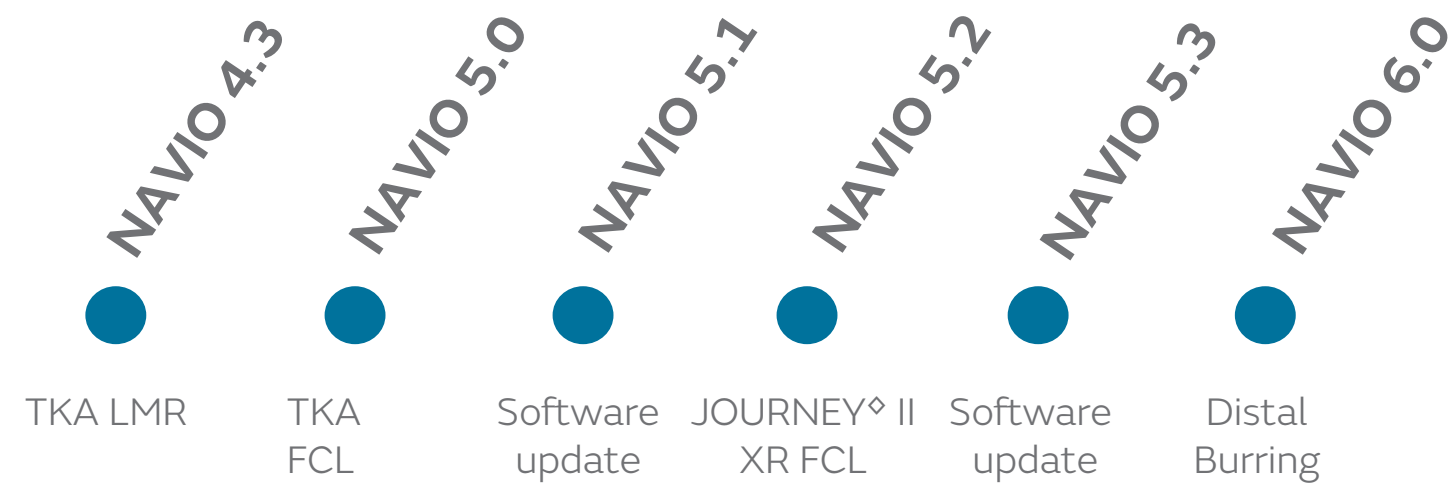 NAVIO 4.3
NAVIO 5.0
NAVIO 5.1
NAVIO 5.2
NAVIO 5.3
NAVIO 6.0
TKA LMR
TKA
FCL
Software
update
JOURNEY◊ II
XR FCL
Software
update
Distal
Burring